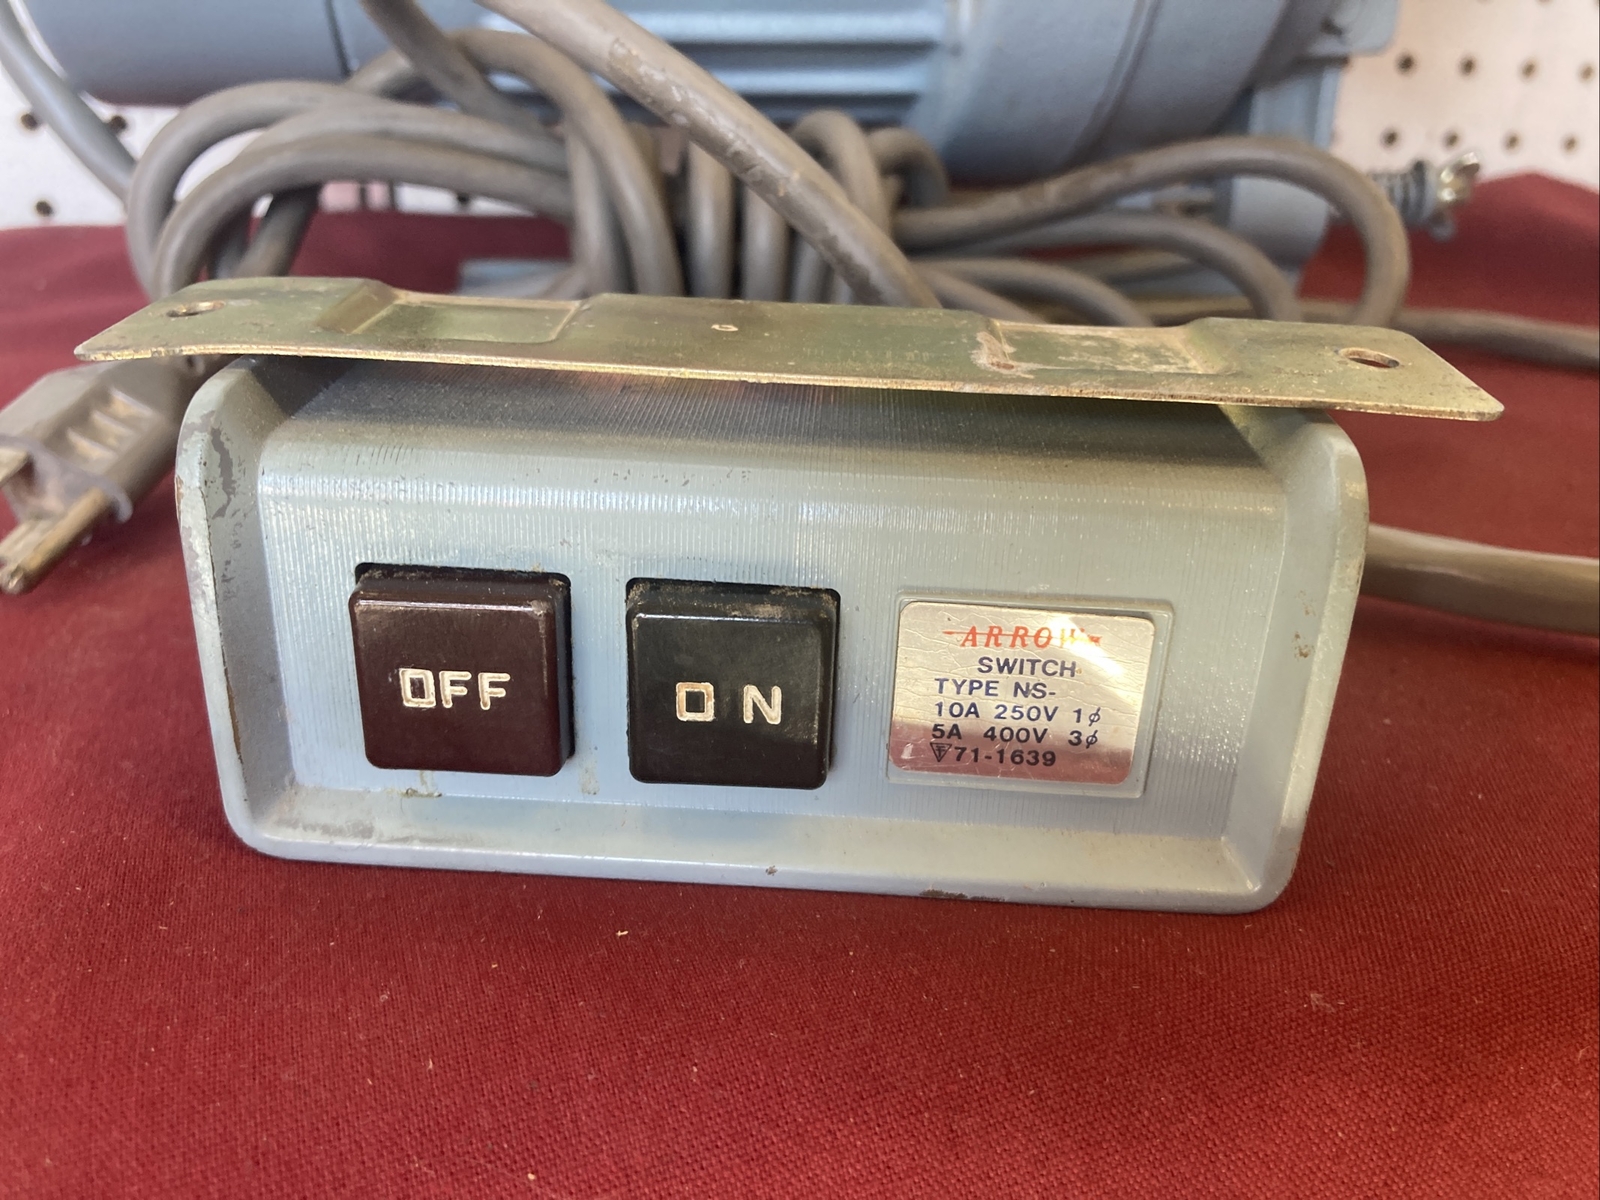 OFF
ON
ARROW
SWITCH
TYPE NS-
10A 250V 1ϕ
5A 400V 3ϕ
71-1639